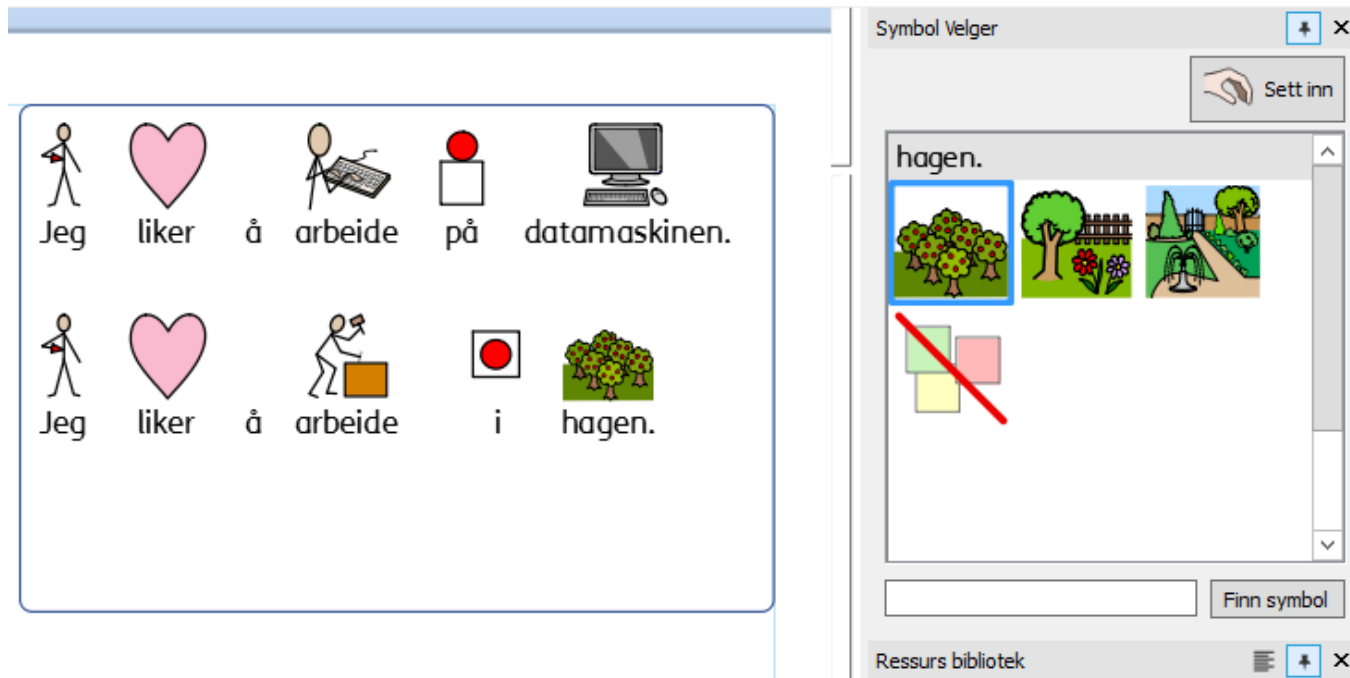 Symbol Velger
Sett inn
Jeg liker å arbeide på datamaskinen.
Jeg liker å arbeide i hagen.
hagen.
Finn symbol
Ressurs bibliotek